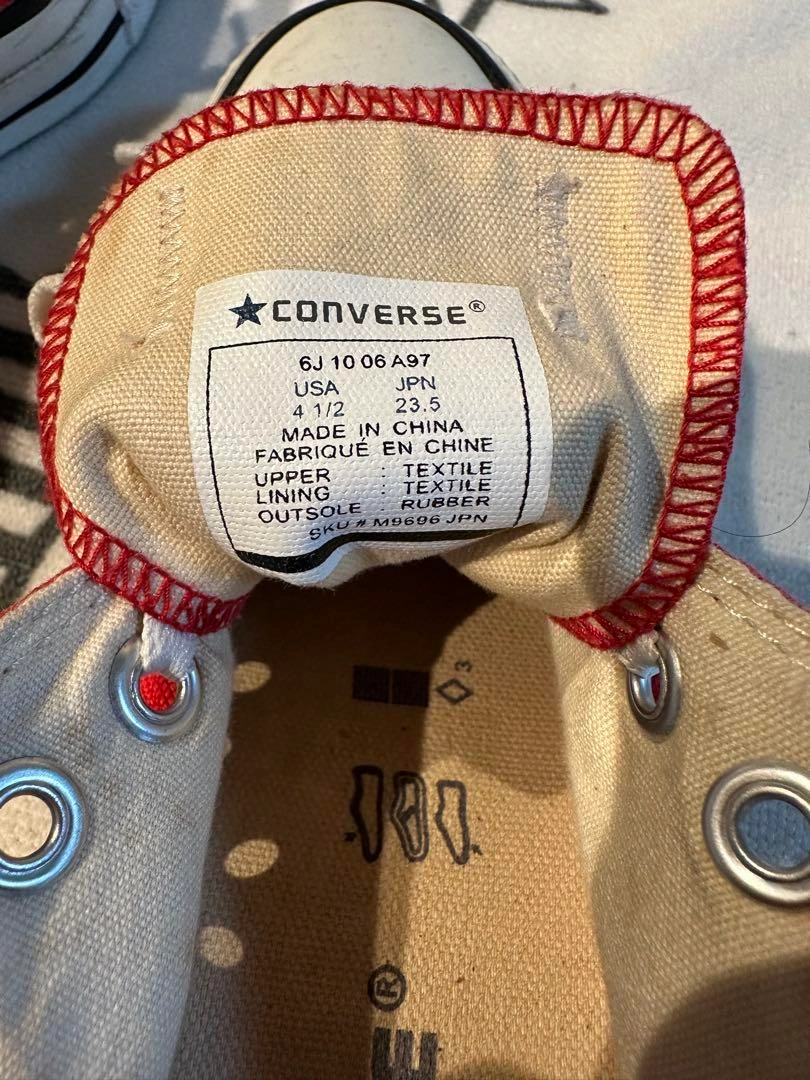 ★CONVERSE®
6J 10 06 A97
USA JPN
4 1/2 23.5
MADE IN CHINA
FABRIQUÉ EN CHINE
UPPER : TEXTILE
LINING : TEXTILE
OUTSOLE : RUBBER
SKU # M9696 JPN
3
E®